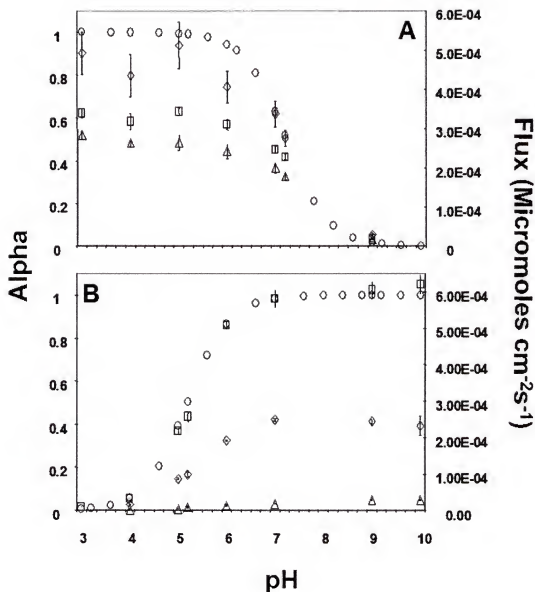 A
1
0.8
0.6
0.4
0.2
0
6.0E-04
5.0E-04
4.0E-04
3.0E-04
2.0E-04
1.0E-04
0
B
1
0.8
0.6
0.4
0.2
0
6.00E-04
5.00E-04
4.00E-04
3.00E-04
2.00E-04
1.00E-04
0.00
3 4 5 6 7 8 9 10
Alpha
Flux (Micromoles cm-2s-1)
pH